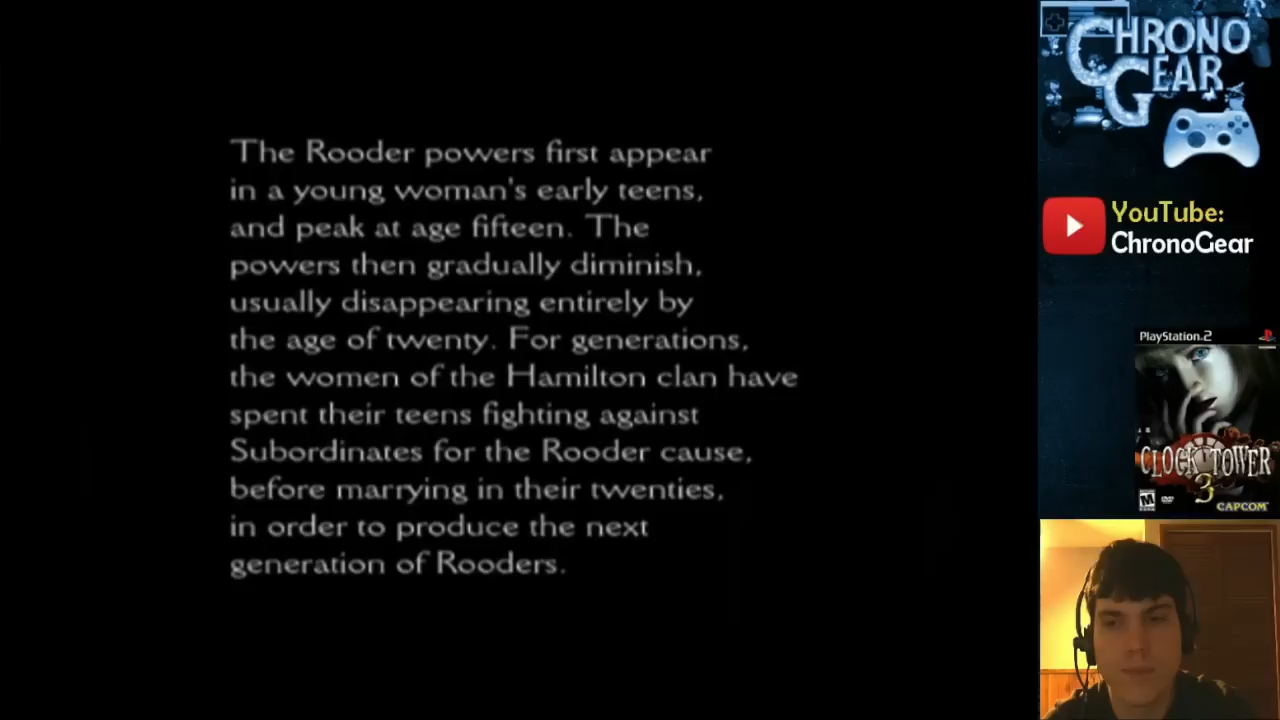 The Rooder powers first appear
in a young woman's early teens,
and peak at age fifteen. The
powers then gradually diminish,
usually disappearing entirely by
the age of twenty. For generations,
the women of the Hamilton clan have
spent their teens fighting against
Subordinates for the Rooder cause,
before marrying in their twenties,
in order to produce the next
generation of Rooders.
CHRONO
GEAR
YouTube:
ChronoGear
PlayStation 2
CLOCK TOWER
3
M
DVD
CAPCOM